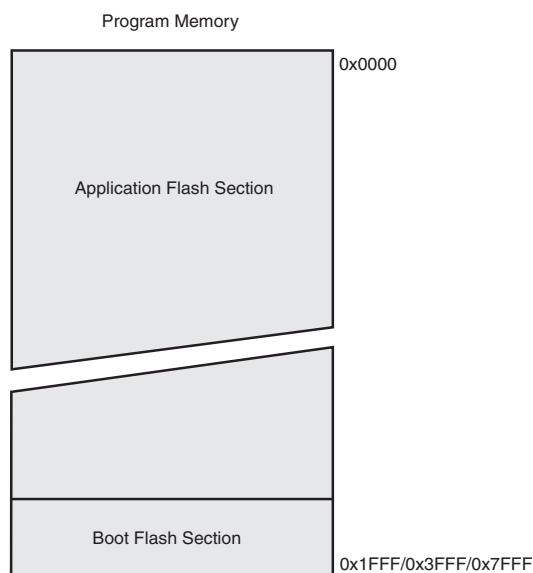 Program Memory
0x0000
Application Flash Section
Boot Flash Section
0x1FFF/0x3FFF/0x7FFF